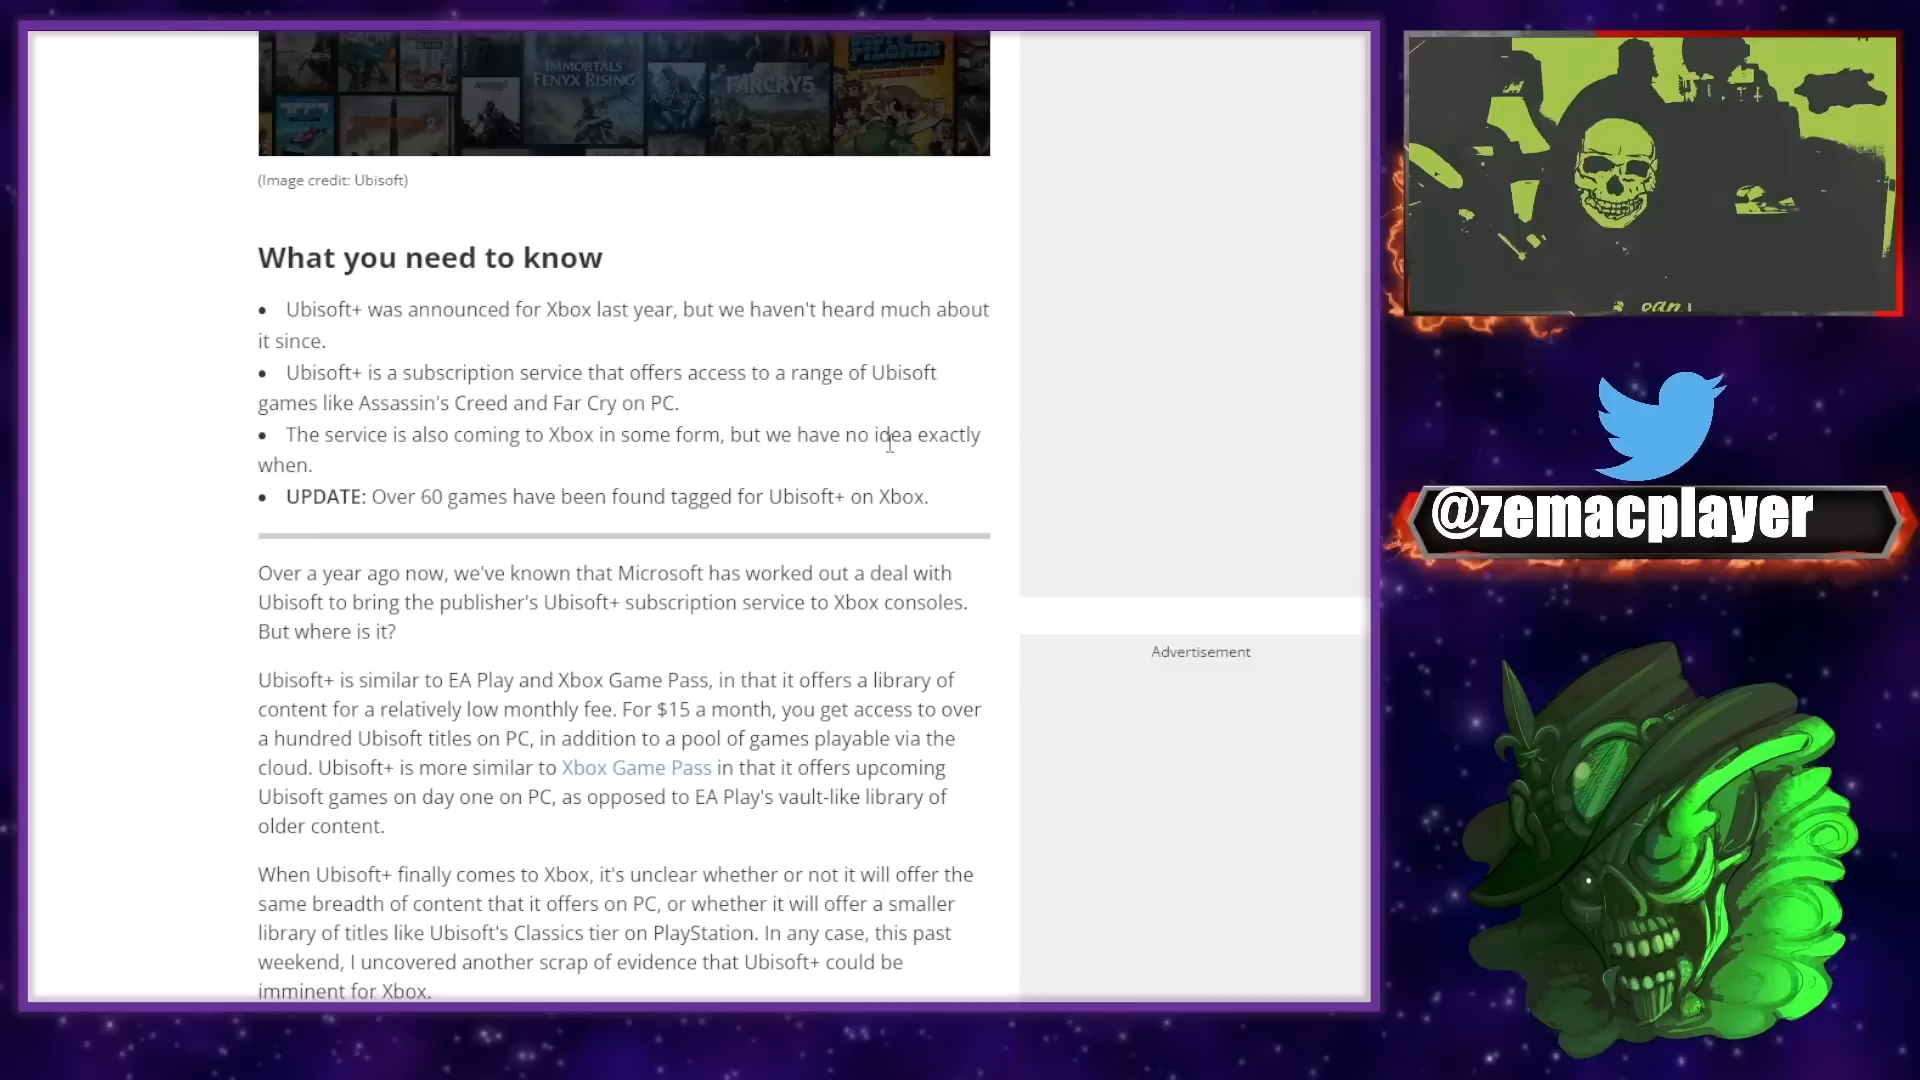 IMMORTALS
FENYX RISING
FARCRY5
SCOTT
PILGRIM
2
(Image credit: Ubisoft)
What you need to know
• Ubisoft+ was announced for Xbox last year, but we haven't heard much about
it since.
• Ubisoft+ is a subscription service that offers access to a range of Ubisoft
games like Assassin's Creed and Far Cry on PC.
• The service is also coming to Xbox in some form, but we have no idea exactly
when.
• UPDATE: Over 60 games have been found tagged for Ubisoft+ on Xbox.
Over a year ago now, we've known that Microsoft has worked out a deal with
Ubisoft to bring the publisher's Ubisoft+ subscription service to Xbox consoles.
But where is it?
Ubisoft+ is similar to EA Play and Xbox Game Pass, in that it offers a library of
content for a relatively low monthly fee. For $15 a month, you get access to over
a hundred Ubisoft titles on PC, in addition to a pool of games playable via the
cloud. Ubisoft+ is more similar to Xbox Game Pass in that it offers upcoming
Ubisoft games on day one on PC, as opposed to EA Play's vault-like library of
older content.
When Ubisoft+ finally comes to Xbox, it's unclear whether or not it will offer the
same breadth of content that it offers on PC, or whether it will offer a smaller
library of titles like Ubisoft's Classics tier on PlayStation. In any case, this past
weekend, I uncovered another scrap of evidence that Ubisoft+ could be
imminent for Xbox.
Advertisement
@zemacplayer